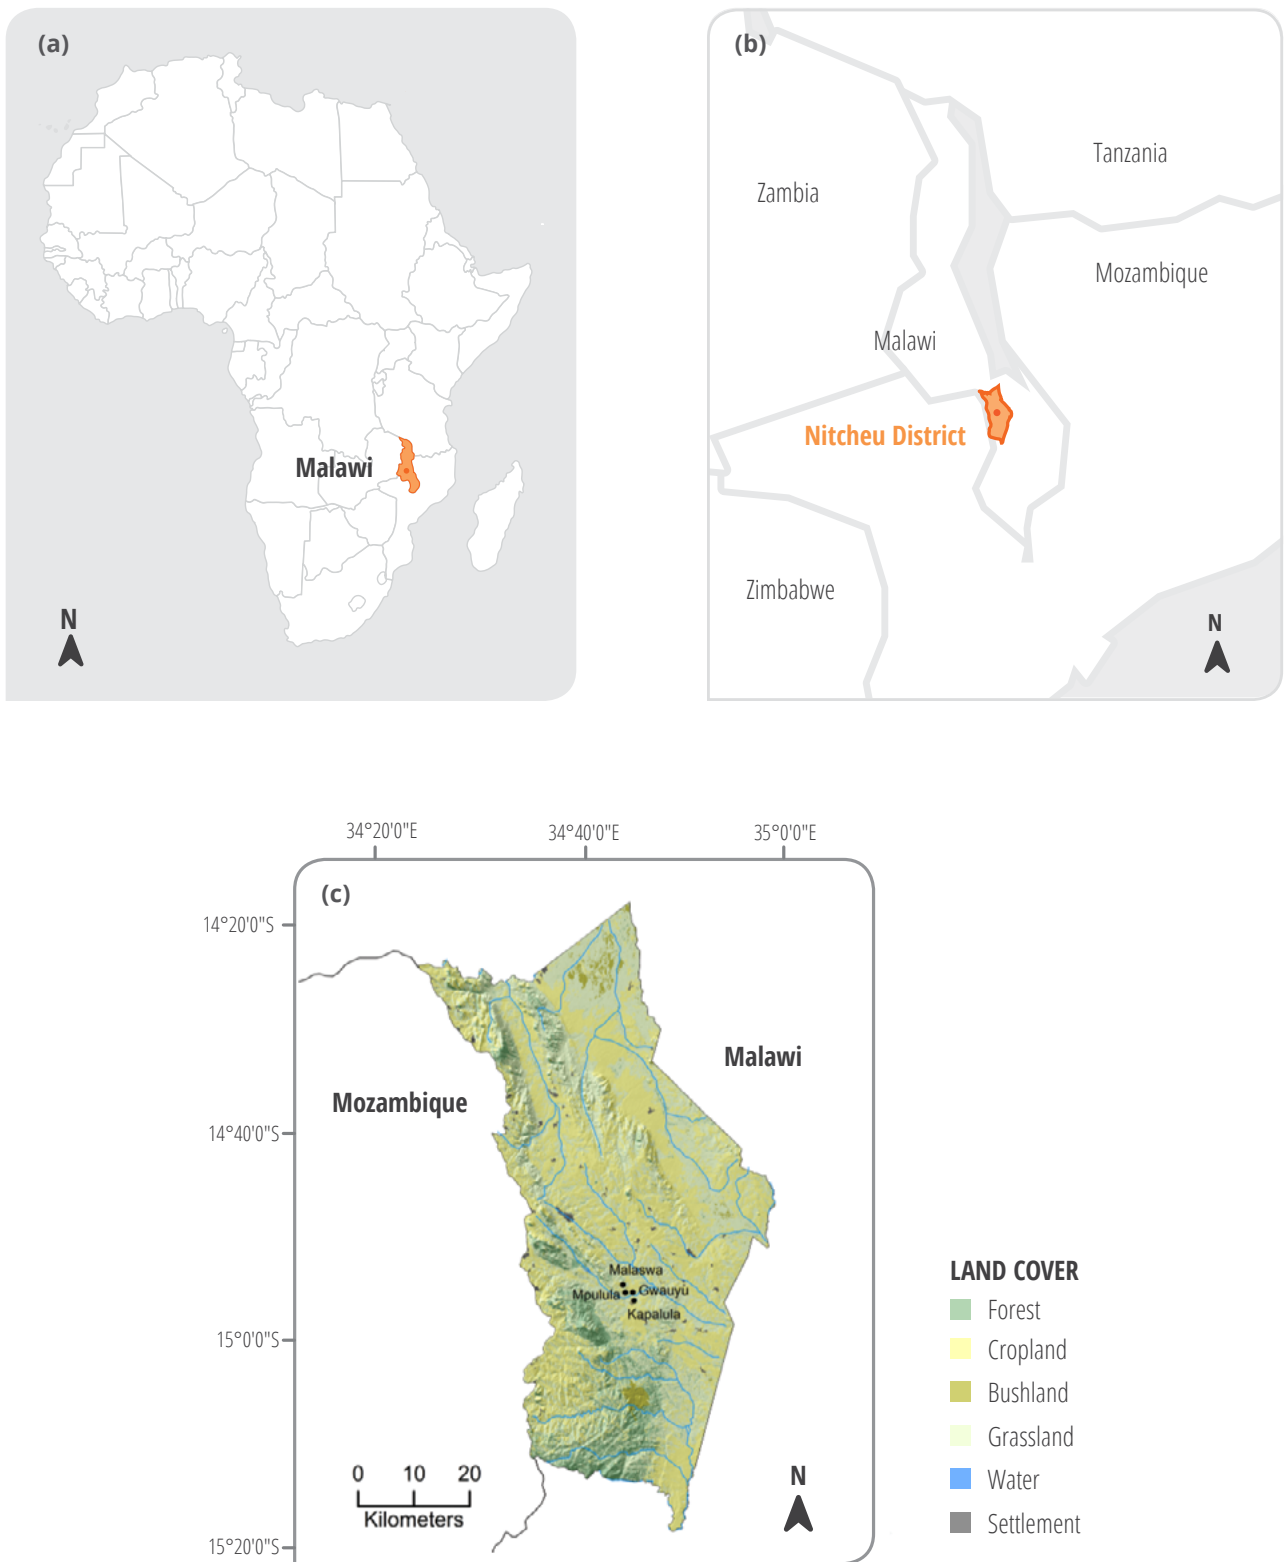 (a)
Malawi
N
(b)
Tanzania
Zambia
Mozambique
Malawi
Nitcheu District
Zimbabwe
N
34°20'0"E
34°40'0"E
35°0'0"E
(c)
14°20'0"S
Malawi
Mozambique
14°40'0"S
Malaswa
Mpulula
Gwauyu
Kapalula
15°0'0"S
0 10 20
Kilometers
N
15°20'0"S
LAND COVER
Forest
Cropland
Bushland
Grassland
Water
Settlement